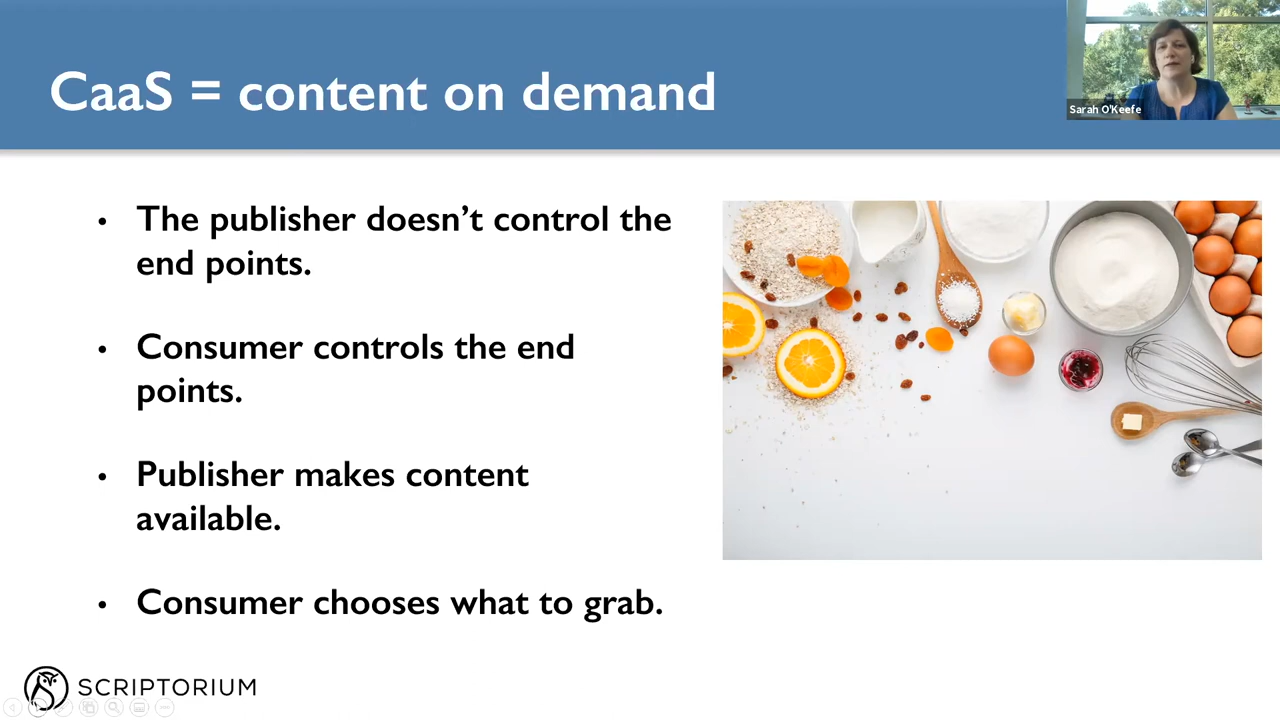 CaaS = content on demand
Sarah O'Keefe
• The publisher doesn’t control the
end points.
• Consumer controls the end
points.
• Publisher makes content
available.
• Consumer chooses what to grab.
SCRIPTORIUM